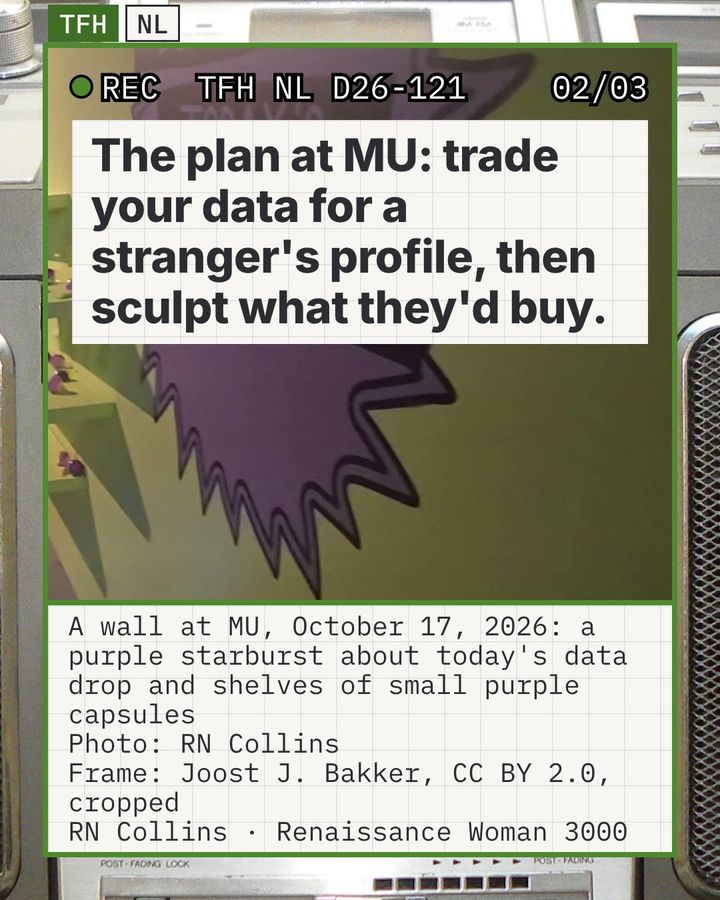 AM-FM
TFH NL
REC TFH NL D26-121 02/03
TODAY'S
The plan at MU: trade
your data for a
stranger's profile, then
sculpt what they'd buy.
A wall at MU, October 17, 2026: a
purple starburst about today's data
drop and shelves of small purple
capsules
Photo: RN Collins
Frame: Joost J. Bakker, CC BY 2.0,
cropped
RN Collins · Renaissance Woman 3000
POST-FADING LOCK POST-FADING